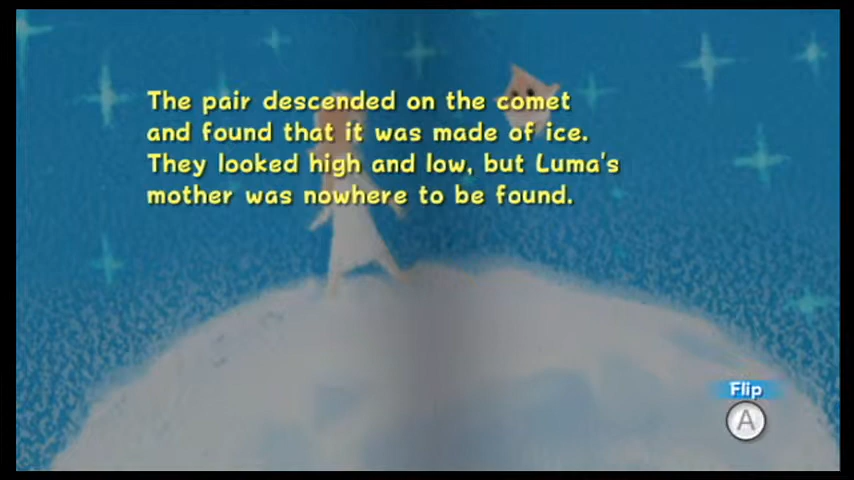 The pair descended on the comet
and found that it was made of ice.
They looked high and low, but Luma's
mother was nowhere to be found.
Flip
A